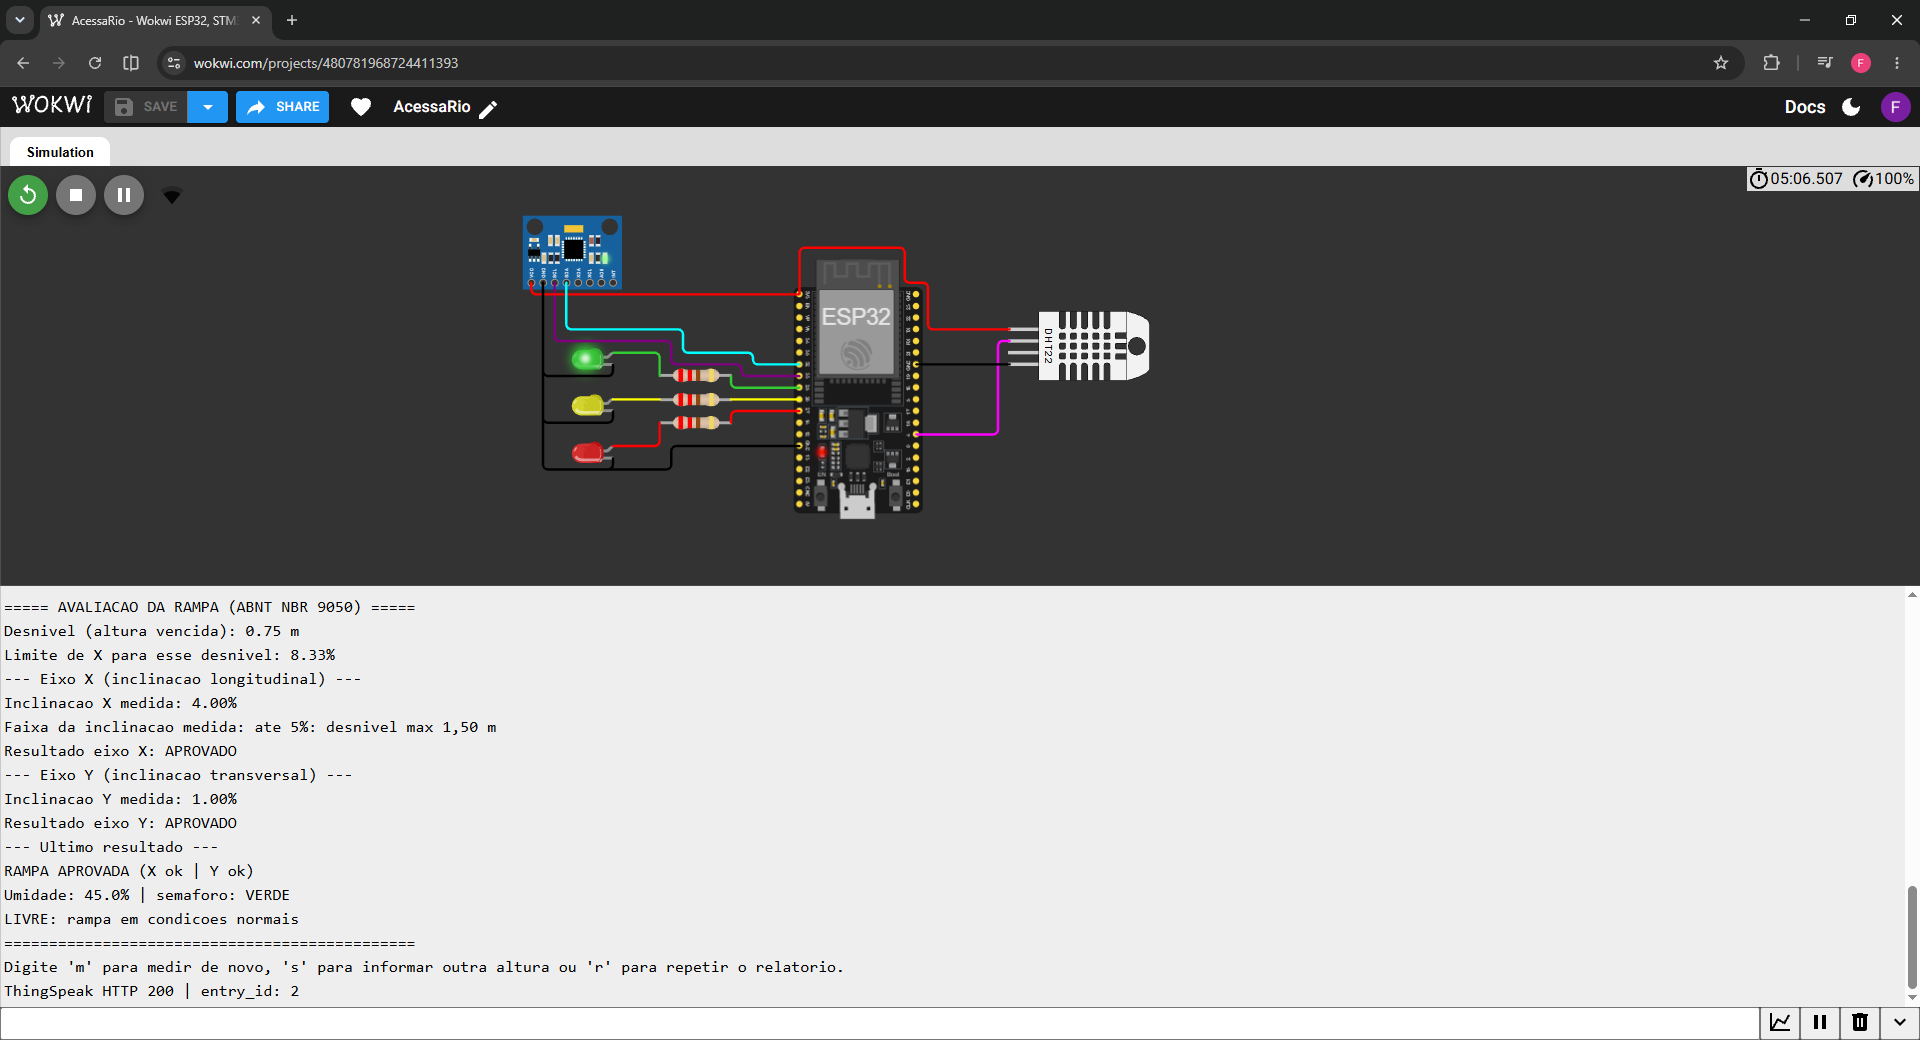 AcessaRio - Wokwi ESP32, STM
wokwi.com/projects/480781968724411393
WOKWI
SAVE
SHARE
AcessaRio
Docs
F
F
Simulation
05:06.507
100%
ESP32
DHT22
===== AVALIACAO DA RAMPA (ABNT NBR 9050) =====
Desnivel (altura vencida): 0.75 m
Limite de X para esse desnivel: 8.33%
--- Eixo X (inclinacao longitudinal) ---
Inclinacao X medida: 4.00%
Faixa da inclinacao medida: ate 5%: desnivel max 1,50 m
Resultado eixo X: APROVADO
--- Eixo Y (inclinacao transversal) ---
Inclinacao Y medida: 1.00%
Resultado eixo Y: APROVADO
--- Ultimo resultado ---
RAMPA APROVADA (X ok | Y ok)
Umidade: 45.0% | semaforo: VERDE
LIVRE: rampa em condicoes normais
==============================================
Digite 'm' para medir de novo, 's' para informar outra altura ou 'r' para repetir o relatorio.
ThingSpeak HTTP 200 | entry_id: 2